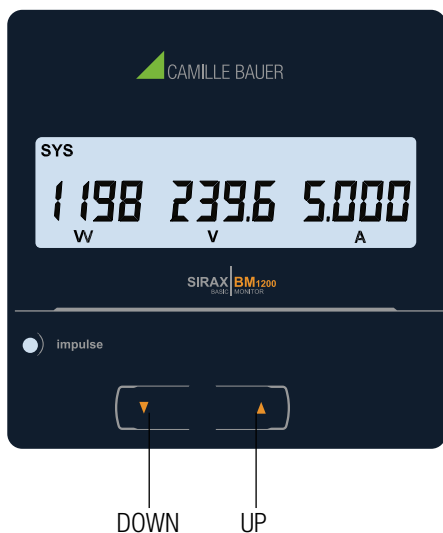 CAMILLE BAUER
SYS
1198 239.6 5.000
W V A
SIRAX BM1200
BASIC MONITOR
impulse
▼ ▲
DOWN UP